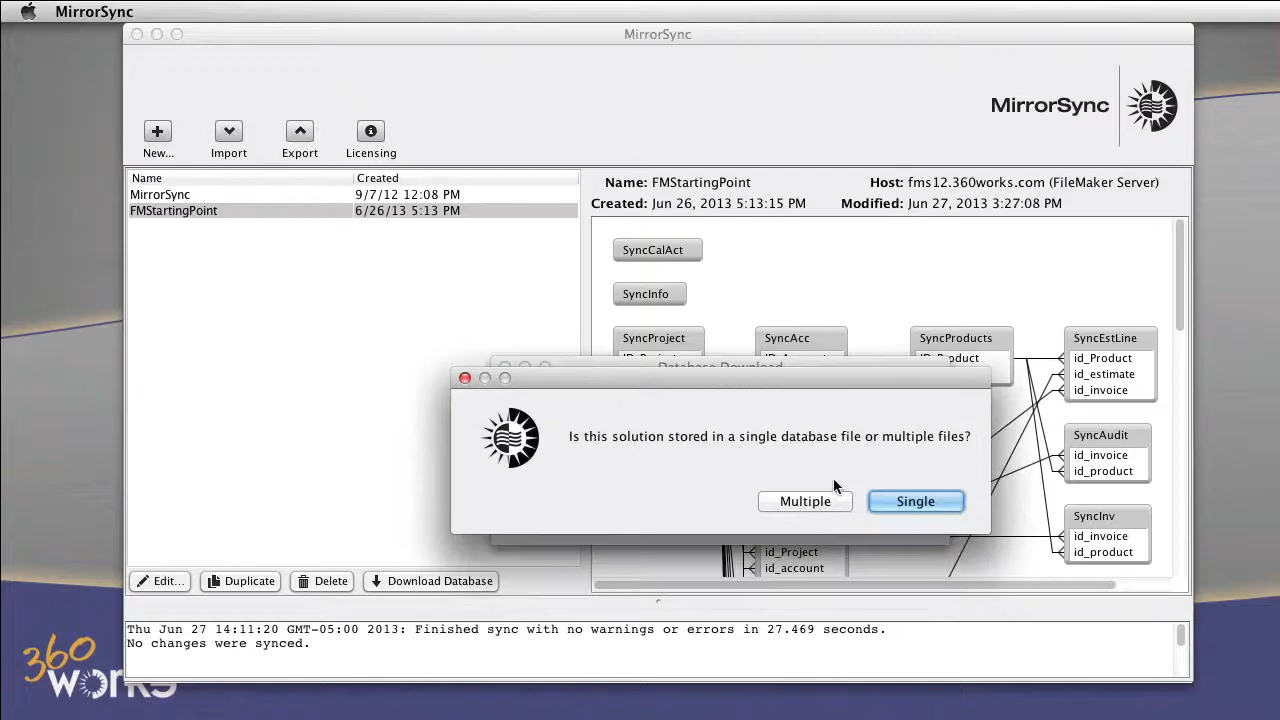 MirrorSync
MirrorSync
MirrorSync
New...
Import
Export
Licensing
Name
Created
MirrorSync
9/7/12 12:08 PM
FMStartingPoint
6/26/13 5:13 PM
Name: FMStartingPoint
Host: fms12.360works.com (FileMaker Server)
Created: Jun 26, 2013 5:13:15 PM
Modified: Jun 27, 2013 3:27:08 PM
SyncCalAct
SyncInfo
SyncProject
SyncAcc
SyncProducts
SyncEstLine
id_Product
id_estimate
id_invoice
SyncAudit
id_invoice
id_product
SyncInv
id_invoice
id_product
Database Download
Is this solution stored in a single database file or multiple files?
Multiple
Single
id_Project
id_account
Edit...
Duplicate
Delete
Download Database
Thu Jun 27 14:11:20 GMT-05:00 2013: Finished sync with no warnings or errors in 27.469 seconds.
No changes were synced.
360
works